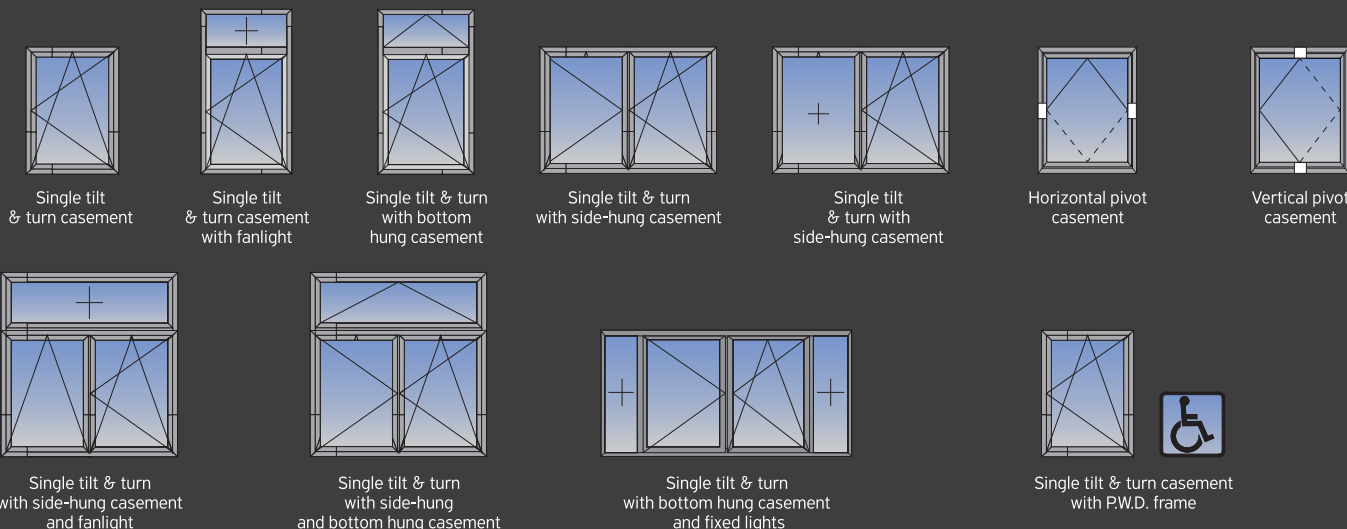 Single tilt
& turn casement
Single tilt
& turn casement
with fanlight
Single tilt & turn
with bottom
hung casement
Single tilt & turn
with side-hung casement
Single tilt
& turn with
side-hung casement
Horizontal pivot
casement
Vertical pivot
casement
Single tilt & turn
with side-hung casement
and fanlight
Single tilt & turn
with side-hung
and bottom hung casement
Single tilt & turn
with bottom hung casement
and fixed lights
Single tilt & turn casement
with P.W.D. frame